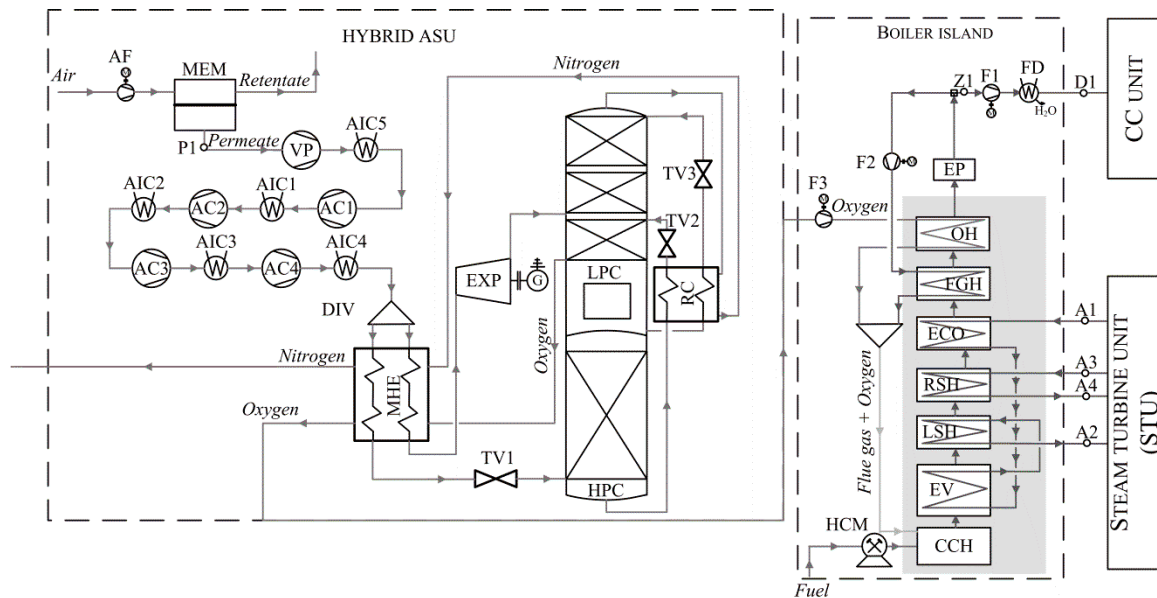 HYBRID ASU
BOILER ISLAND
AF
MEM
Air
Retentate
Nitrogen
Z1
F1
FD
D1
H₂O
CC UNIT
P1
Permeate
VP
AIC5
AIC2
AC2
AIC1
AC1
AC3
AIC3
AC4
AIC4
DIV
EXP
G
LPC
TV3
TV2
RC
F3
M
F2
M
M
M
EP
Oxygen
OH
FGH
ECO
RSH
LSH
EV
CCH
A1
A3
A4
A2
STEAM TURBINE UNIT
(STU)
Nitrogen
MHE
Oxygen
Oxygen
TV1
HPC
Flue gas + Oxygen
HCM
Fuel